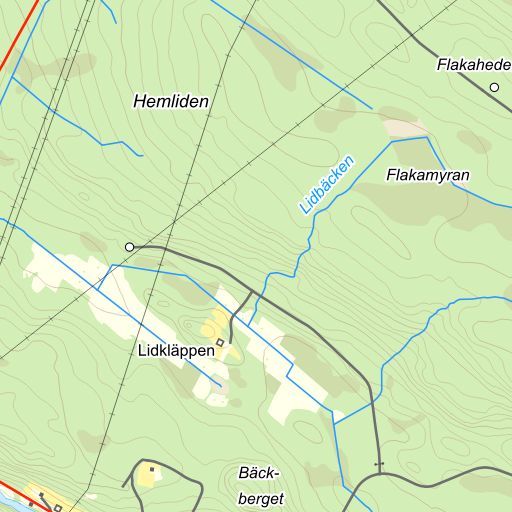 Flakahede
Hemliden
Lidbäcken
Flakamyran
Lidkläppen
Bäck-
berget